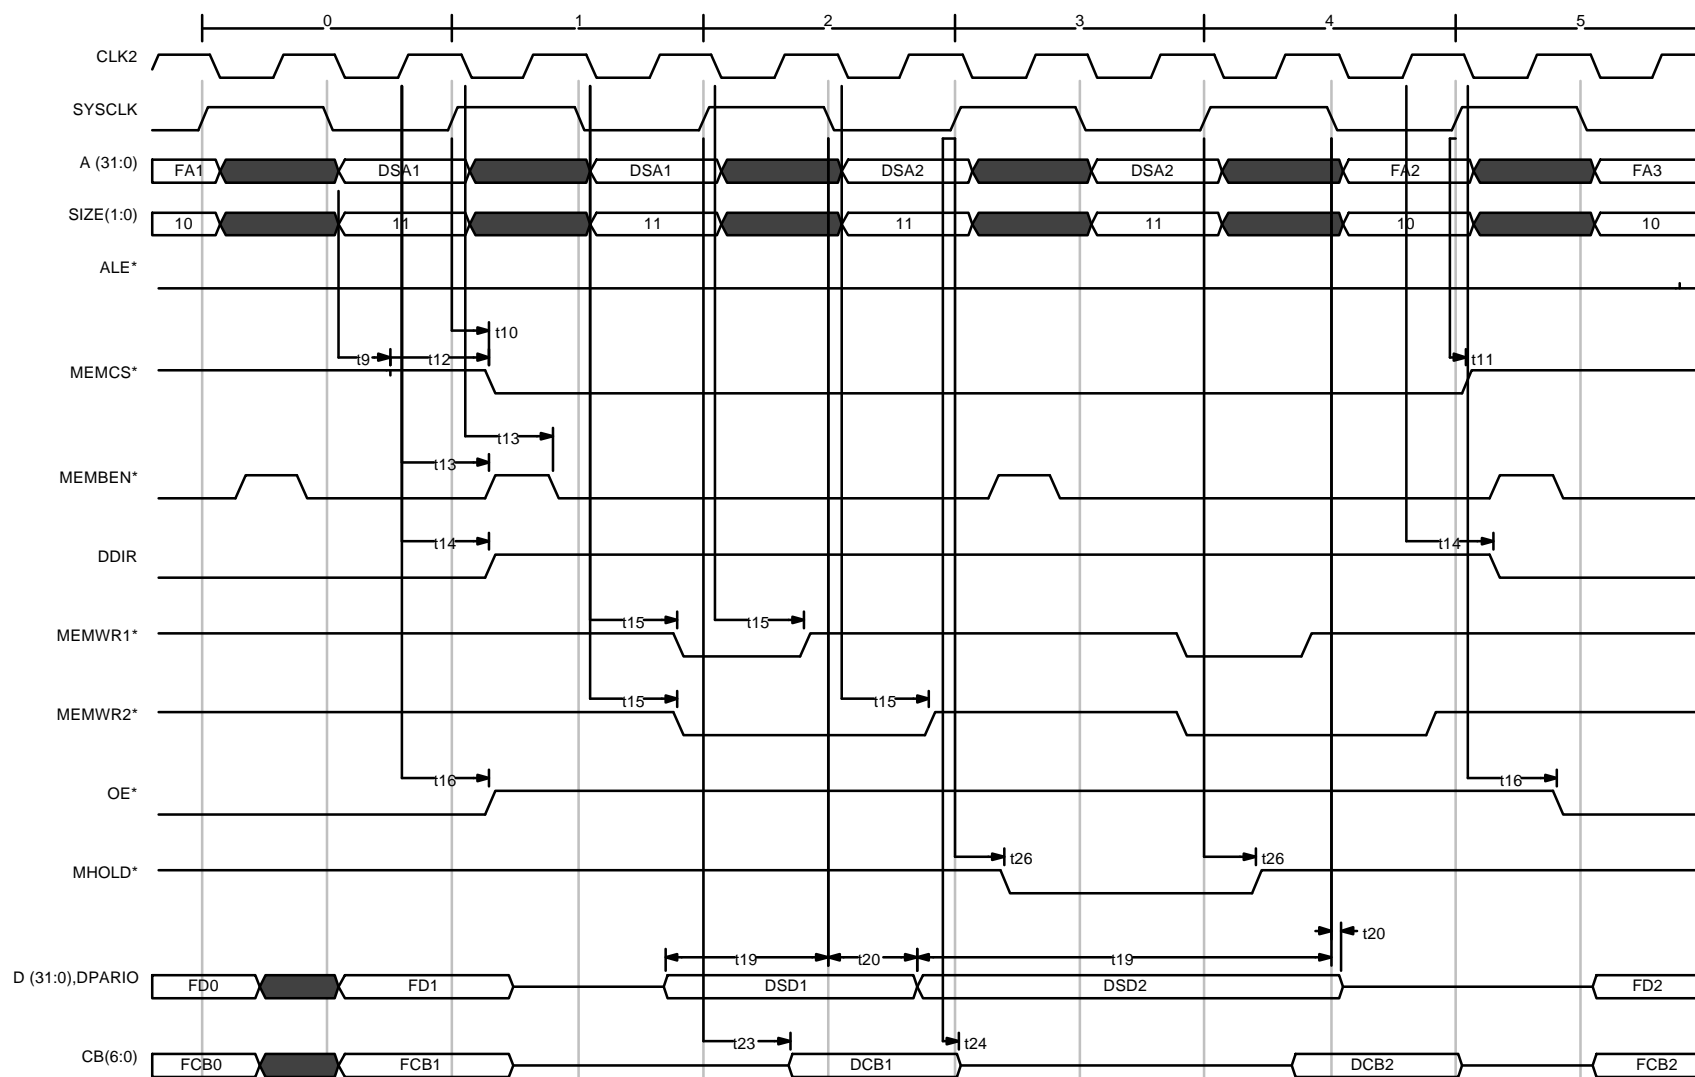 0 1 2 3 4 5
CLK2
SYSCLK
A (31:0) FA1 DSA1 DSA1 DSA2 DSA2 FA2 FA3
SIZE(1:0) 10 11 11 11 11 10 10
ALE*
t10
t9 t12 t11
MEMCS*
t13
t13
MEMBEN*
t14 t14
DDIR
t15 t15
MEMWR1*
t15 t15
MEMWR2*
t16 t16
OE*
t26 t26
MHOLD*
t20
t19 t20 t19
D (31:0),DPARIO FD0 FD1 DSD1 DSD2 FD2
t23 t24
CB(6:0) FCB0 FCB1 DCB1 DCB2 FCB2